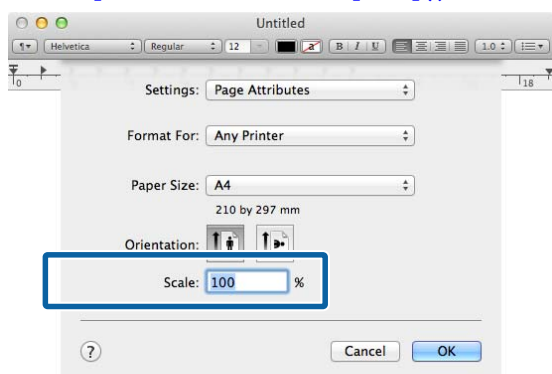 Untitled
¶ Helvetica Regular 12 a B I U 1.0
0 18
Settings: Page Attributes
Format For: Any Printer
Paper Size: A4
210 by 297 mm
Orientation:
Scale: 100 %
? Cancel OK